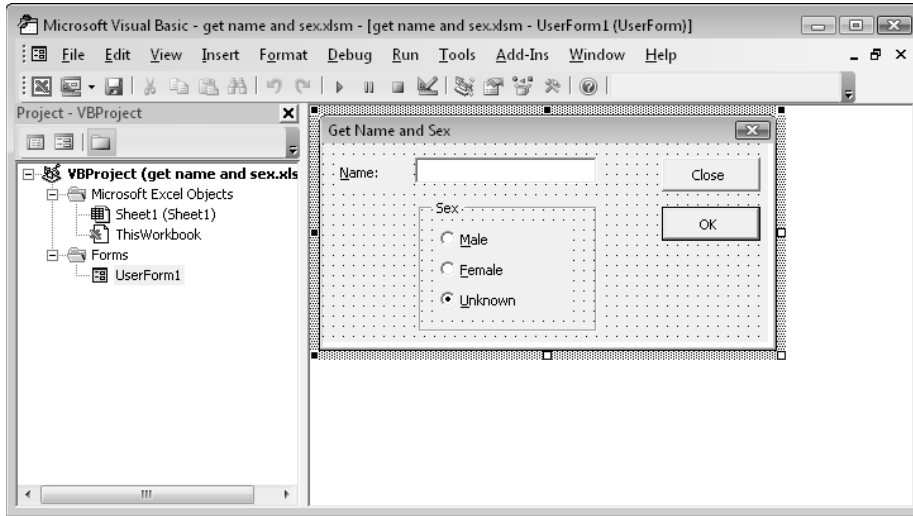 Microsoft Visual Basic - get name and sex.xlsm - [get name and sex.xlsm - UserForm1 (UserForm)]
File Edit View Insert Format Debug Run Tools Add-Ins Window Help
Project - VBProject
Get Name and Sex
Name:
Close
VBProject (get name and sex.xls
Microsoft Excel Objects
Sheet1 (Sheet1)
ThisWorkbook
Forms
UserForm1
Sex
OK
Male
Female
Unknown